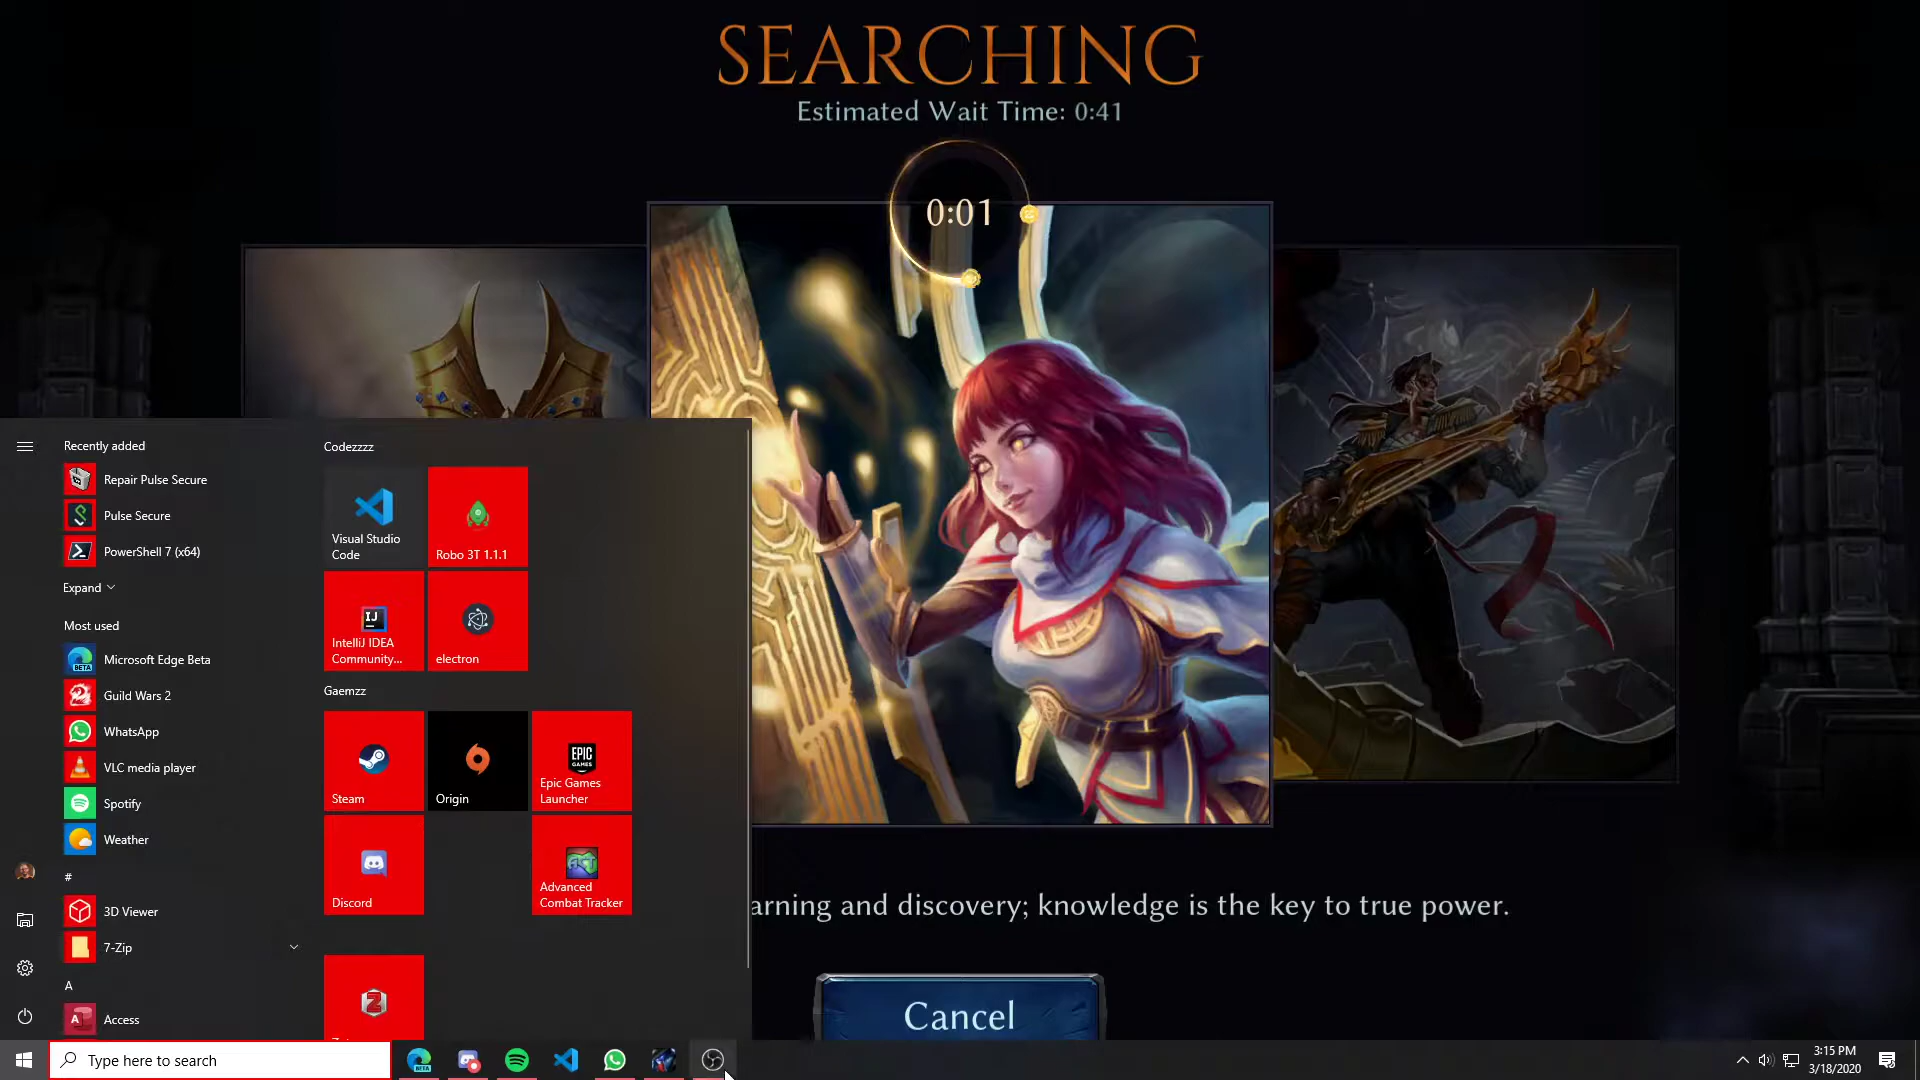 SEARCHING
Estimated Wait Time: 0:41
0:01
Recently added
Repair Pulse Secure
Pulse Secure
PowerShell 7 (x64)
Expand
Most used
Microsoft Edge Beta
Guild Wars 2
WhatsApp
VLC media player
Spotify
Weather
#
3D Viewer
7-Zip
A
Access
Codezzzz
Visual Studio
Code
Robo 3T 1.1.1
IntelliJ IDEA
Community...
electron
Gaemzz
Steam
Origin
EPIC
GAMES
Epic Games
Launcher
Discord
Advanced
Combat Tracker
arning and discovery; knowledge is the key to true power.
Cancel
Type here to search
3:15 PM
3/18/2020